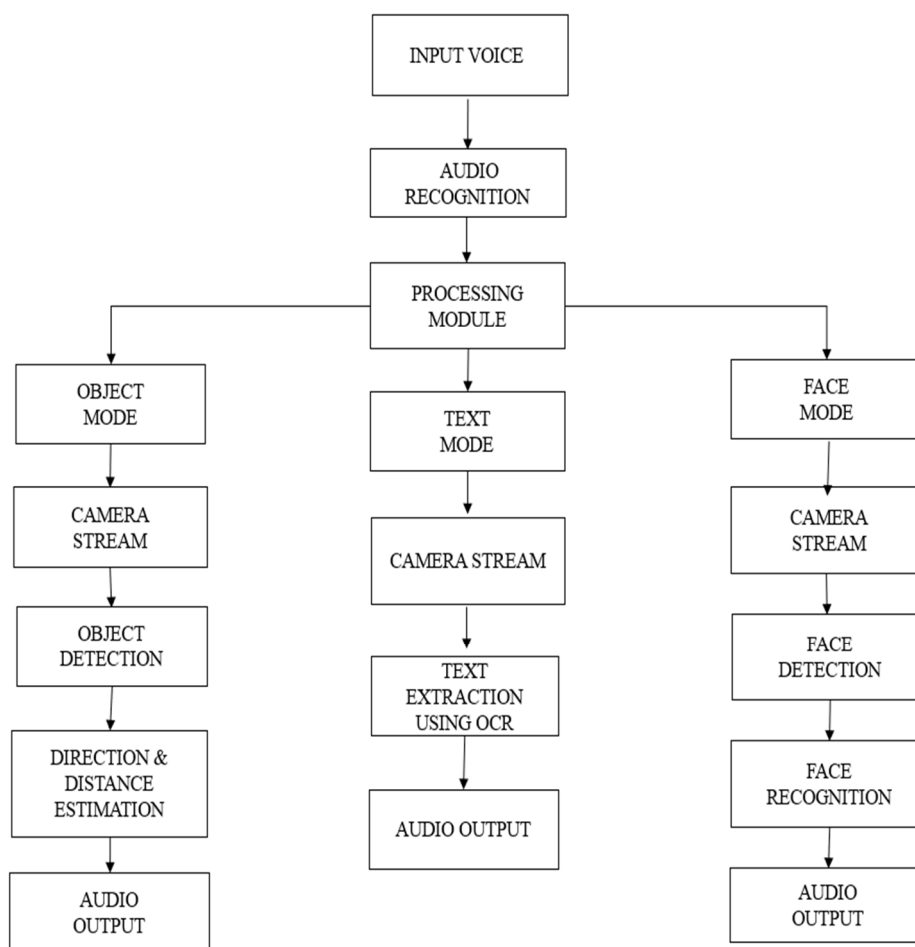 INPUT VOICE
AUDIO
RECOGNITION
PROCESSING
MODULE
OBJECT
MODE
CAMERA
STREAM
OBJECT
DETECTION
DIRECTION &
DISTANCE
ESTIMATION
AUDIO
OUTPUT
TEXT
MODE
CAMERA STREAM
TEXT
EXTRACTION
USING OCR
AUDIO OUTPUT
FACE
MODE
CAMERA
STREAM
FACE
DETECTION
FACE
RECOGNITION
AUDIO
OUTPUT